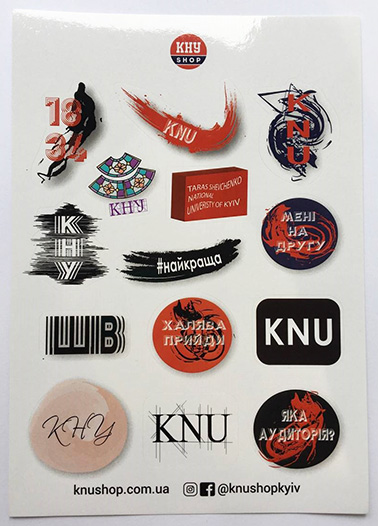 КНУ
SHOP
18
34
KNU
KNU
КНУ
TARAS SHEVCHENKO
NATIONAL
UNIVERSITY OF KYIV
КНУ
#найкраща
МЕНІ
НА
ДРУГУ
ШВ
ХАЛЯВА
ПРИЙДИ
KNU
КНУ
KNU
ЯКА
АУДИТОРІЯ?
knushop.com.ua
@knushopkyiv